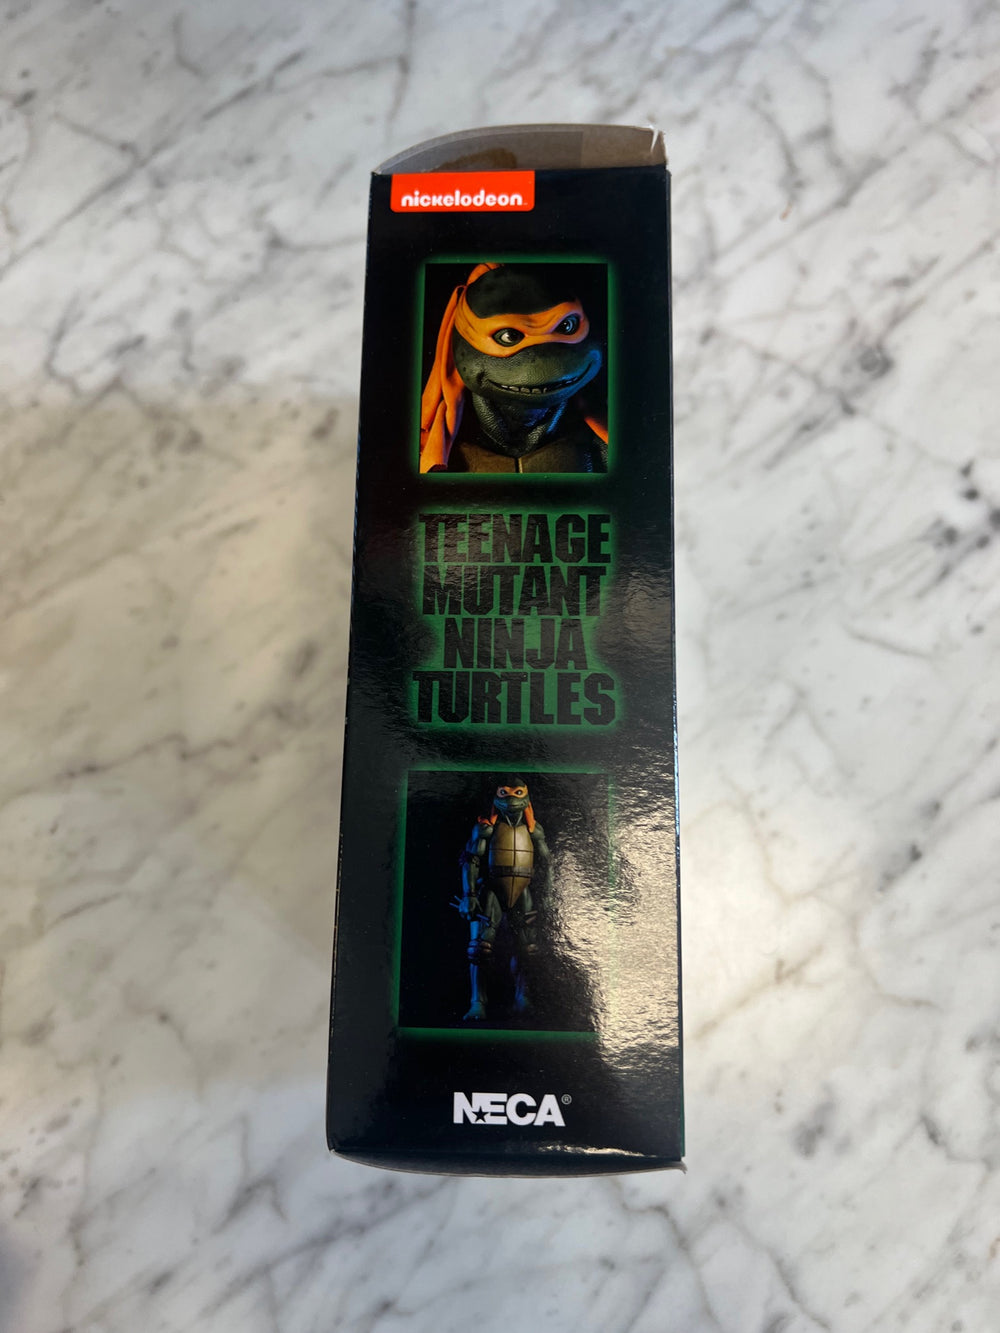 nickelodeon
TEENAGE
MUTANT
NINJA
TURTLES
NECA®